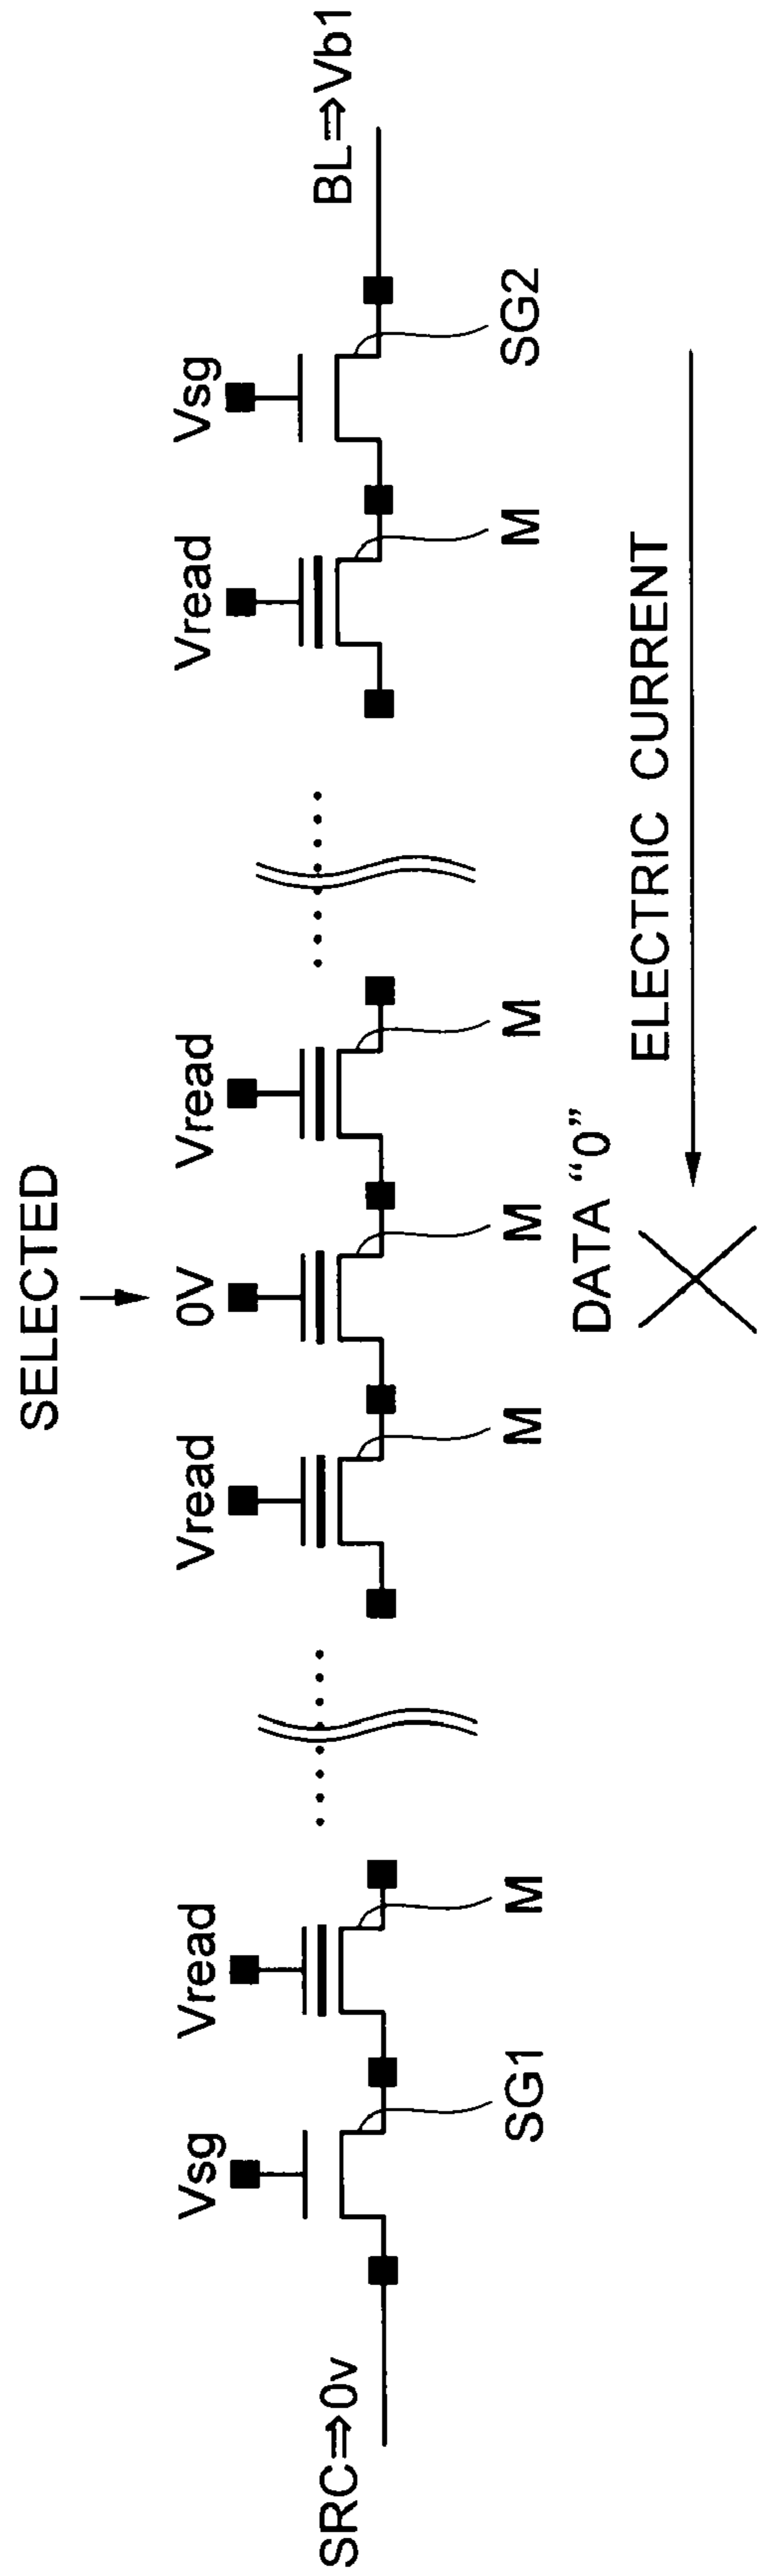 SELECTED
Vsg Vread Vread 0V Vread Vread Vsg
SRC⇒0v BL⇒Vb1
SG1 M M M M M SG2
DATA “0”
ELECTRIC CURRENT